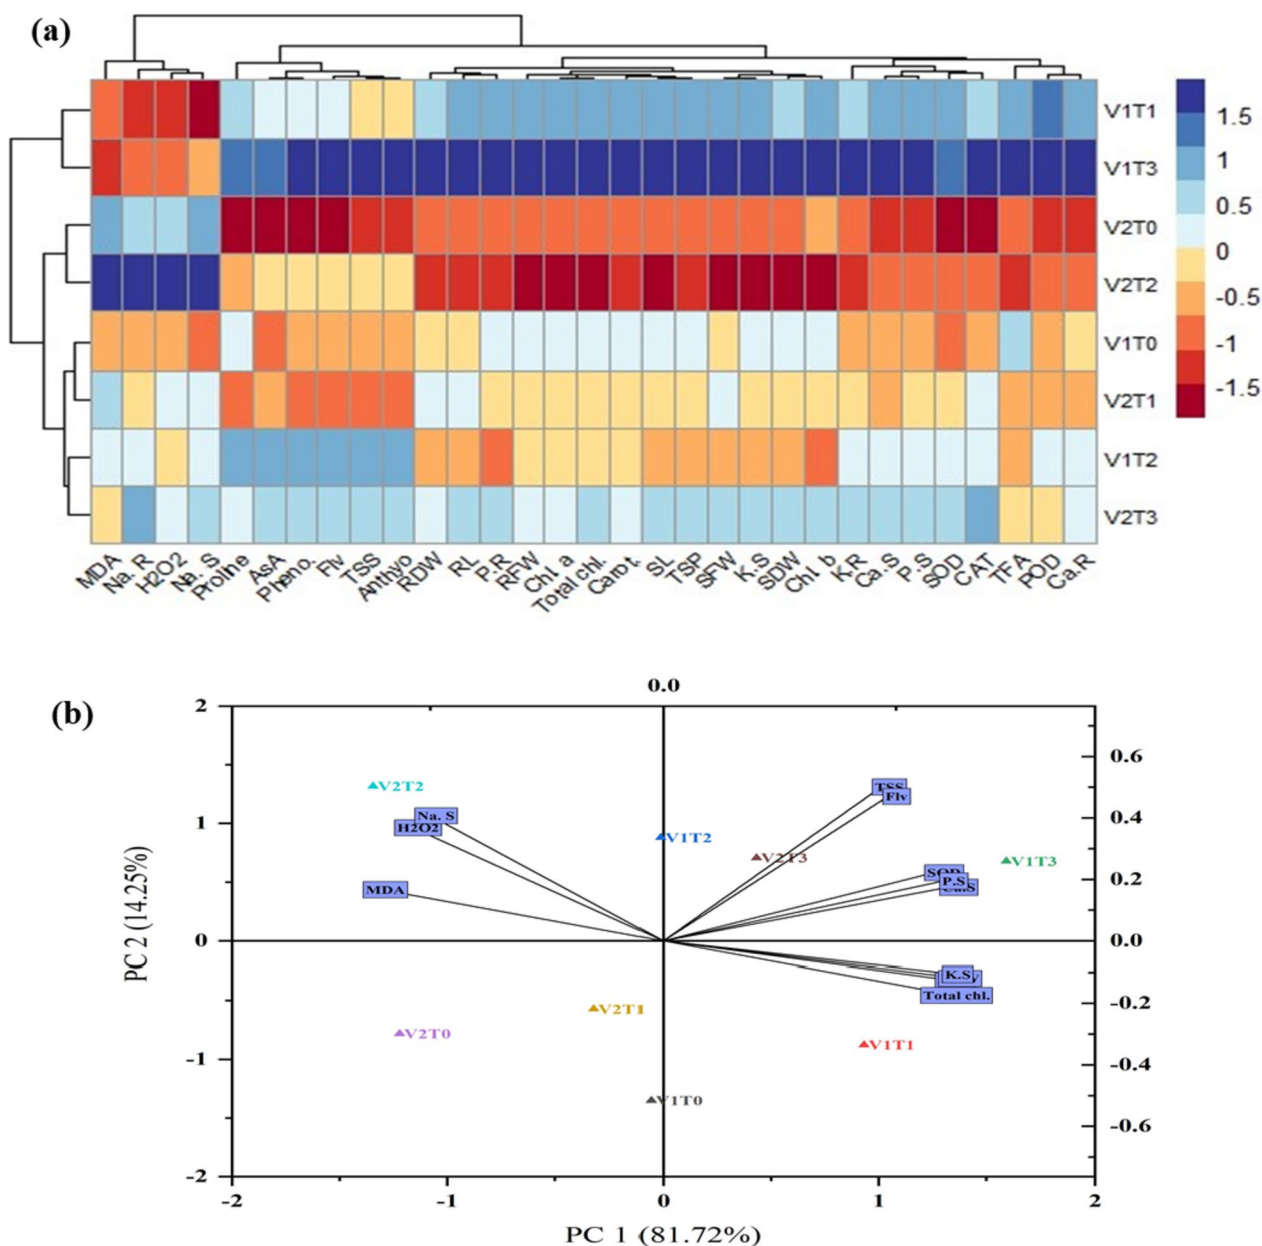 (a)
1.5
1
0.5
0
-0.5
-1
-1.5
V1T1
V1T3
V2T0
V2T2
V1T0
V2T1
V1T2
V2T3
MDA
Na. R
H2O2
Na. S
Proline
AsA
Pheno.
Flv
TSS
Anthyo
RDW
RL
P.R
RFW
Chl. a
Total chl.
Carot.
SL
TSP
SFW
K.S
SDW
Chl. b
K.R
Ca.S
P.S
SOD
CAT
TFA
POD
Ca.R
(b)
0.0
2
1
0
-1
-2
PC 2 (14.25%)
0.6
0.4
0.2
0.0
-0.2
-0.4
-0.6
V2T2
Na. S
H2O2
MDA
V1T2
V2T3
TSS
Flv
V1T3
SOD
P.S
Ca.S
K.S
Total chl.
V2T1
V2T0
V1T1
V1T0
-2
-1
0
1
2
PC 1 (81.72%)